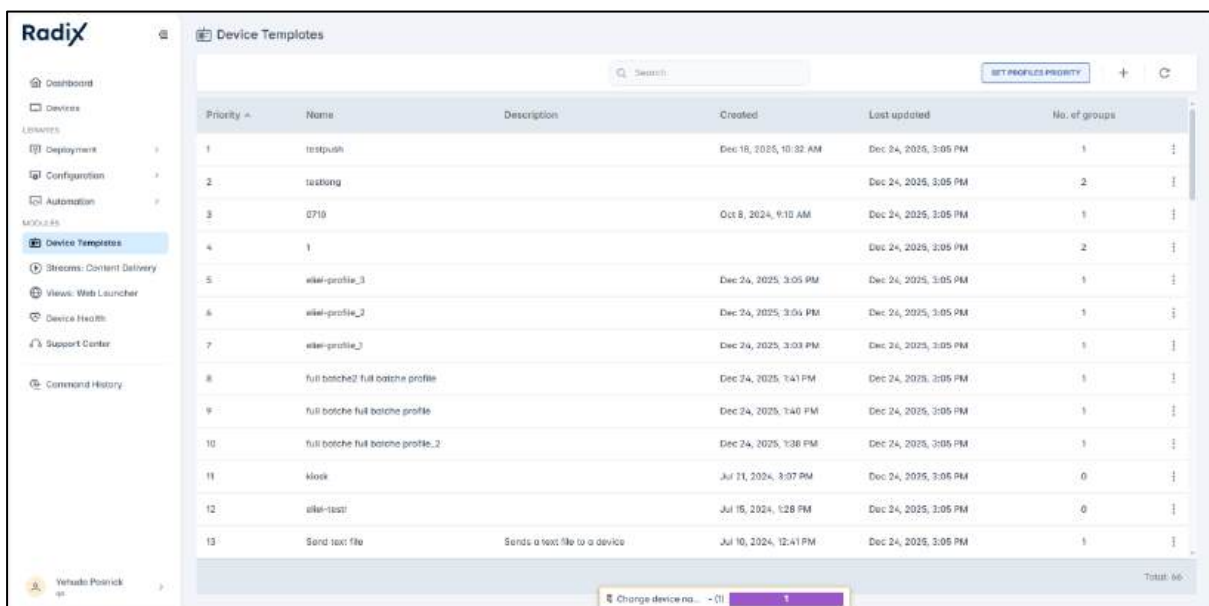 Radix
Device Templates
Dashboard
Devices
LIBRARIES
Deployment
Configuration
Automation
MODULES
Device Templates
Streams: Content Delivery
Views: Web Launcher
Device Health
Support Center
Command History
Yehuda Posnick
Search
SET PROFILES PRIORITY
Priority Name Description Created Last updated No. of groups
1 testpush Dec 18, 2025, 10:32 AM Dec 24, 2025, 3:05 PM 1
2 testlong Dec 24, 2025, 3:05 PM 2
3 0710 Oct 8, 2024, 9:10 AM Dec 24, 2025, 3:05 PM 1
4 1 Dec 24, 2025, 3:05 PM 2
5 Dec 24, 2025, 3:05 PM Dec 24, 2025, 3:05 PM 1
6 Dec 24, 2025, 3:04 PM Dec 24, 2025, 3:05 PM 1
7 Dec 24, 2025, 3:03 PM Dec 24, 2025, 3:05 PM 1
8 full batche2 full batche profile Dec 24, 2025, 1:41 PM Dec 24, 2025, 3:05 PM 1
9 full batche full batche profile Dec 24, 2025, 1:40 PM Dec 24, 2025, 3:05 PM 1
10 full batche full batche profile_2 Dec 24, 2025, 1:38 PM Dec 24, 2025, 3:05 PM 1
11 kiosk Jul 21, 2024, 3:07 PM Dec 24, 2025, 3:05 PM 0
12 Jul 15, 2024, 1:28 PM Dec 24, 2025, 3:05 PM 0
13 Send text file Sends a text file to a device Jul 10, 2024, 12:41 PM Dec 24, 2025, 3:05 PM 1
Total: 66
Change device na... - (1) 1